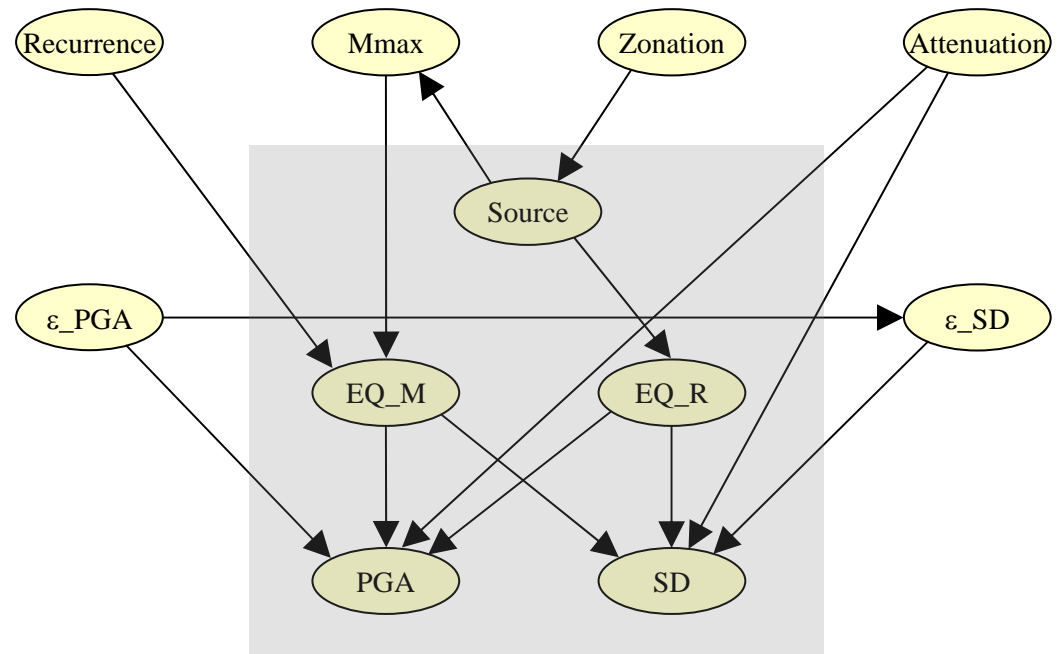 Recurrence
Mmax
Zonation
Attenuation
Source
ε_PGA
ε_SD
EQ_M
EQ_R
PGA
SD